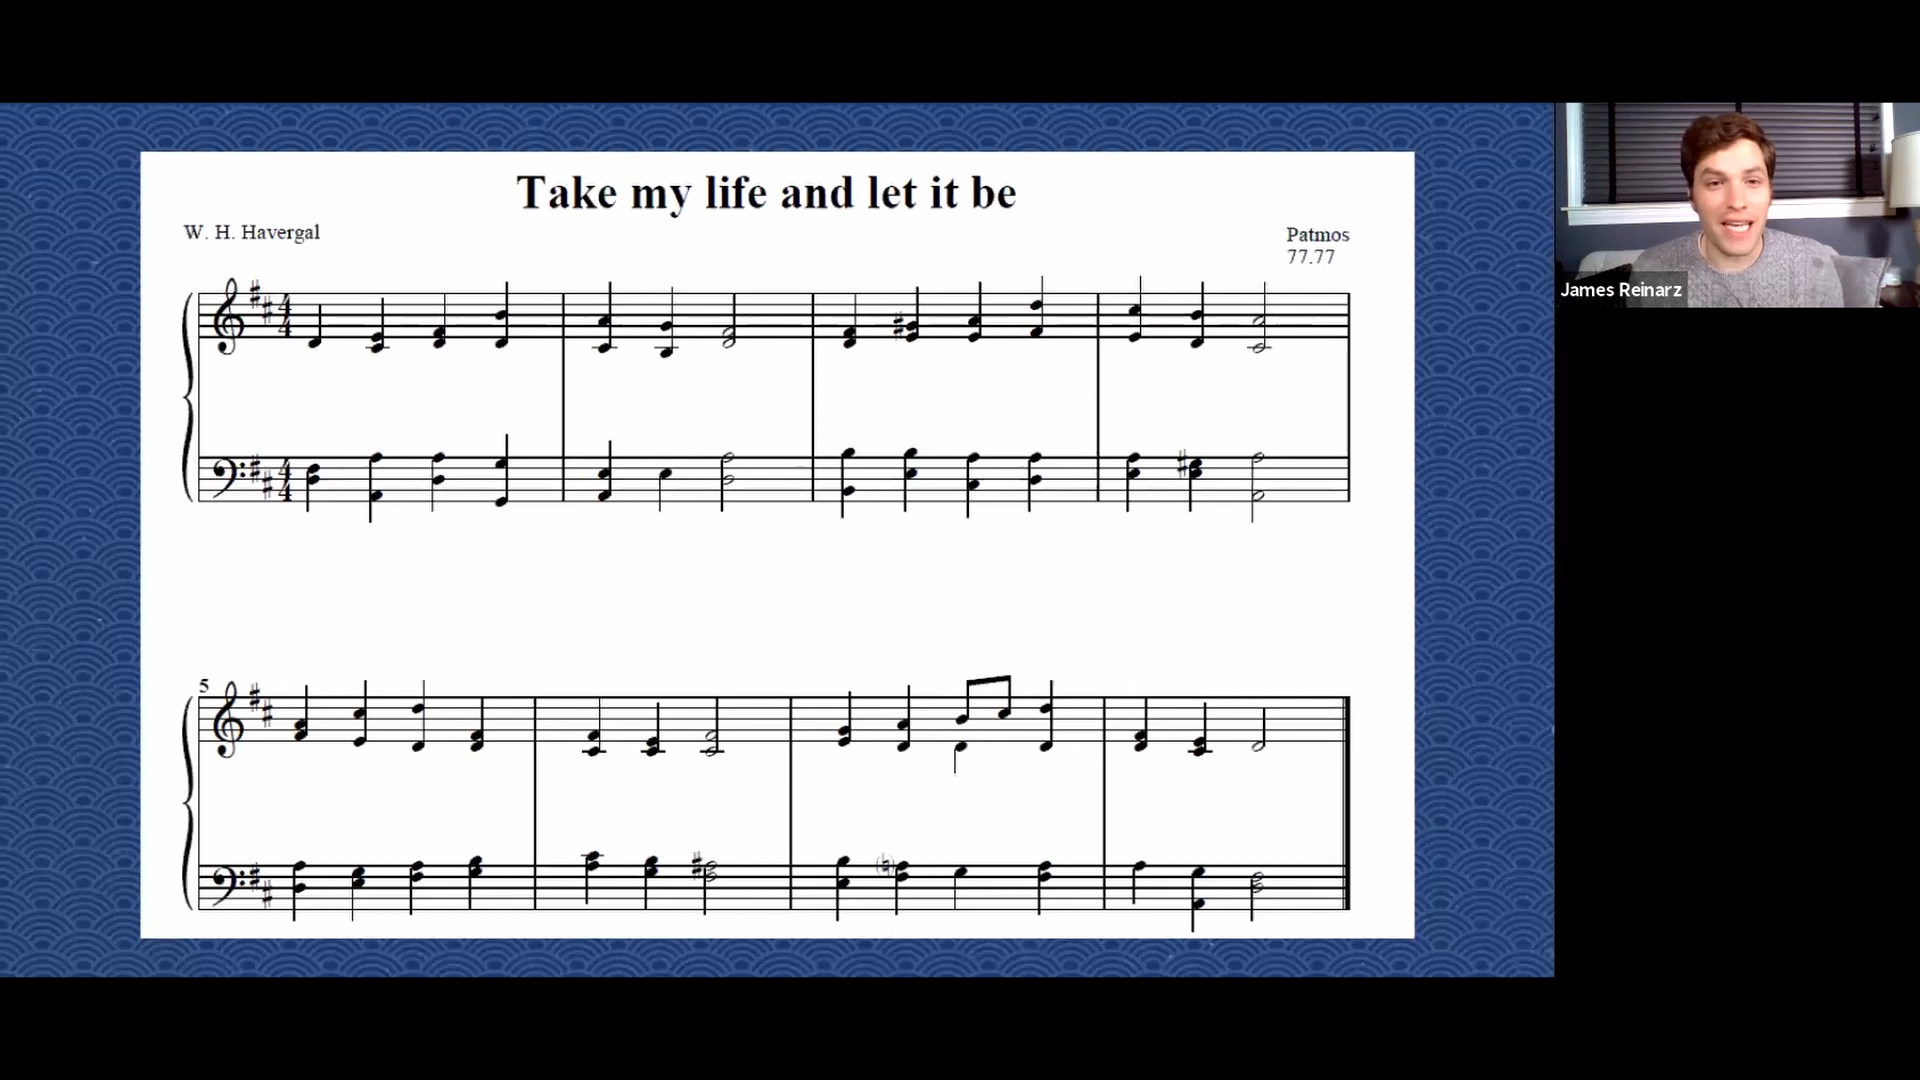 Take my life and let it be
W. H. Havergal
Patmos
77.77
5
James Reinarz